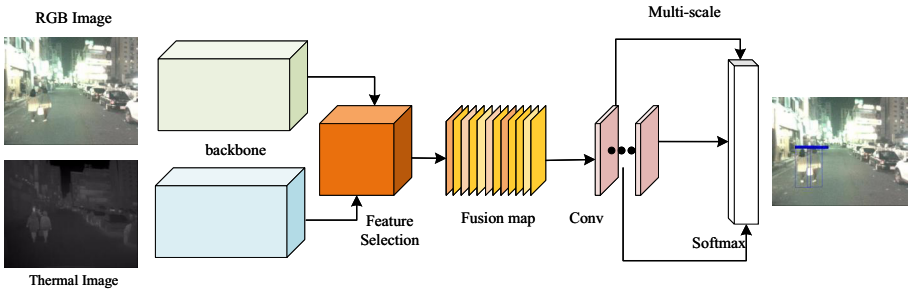 RGB Image
Multi-scale
backbone
Feature
Selection
Fusion map
Conv
Softmax
Thermal Image